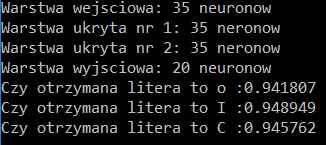 Warstwa wejsciowa: 35 neuronow
Warstwa ukryta nr 1: 35 neronow
Warstwa ukryta nr 2: 35 neronow
Warstwa wyjsciowa: 20 neuronow
Czy otrzymana litera to o :0.941807
Czy otrzymana litera to I :0.948949
Czy otrzymana litera to C :0.945762